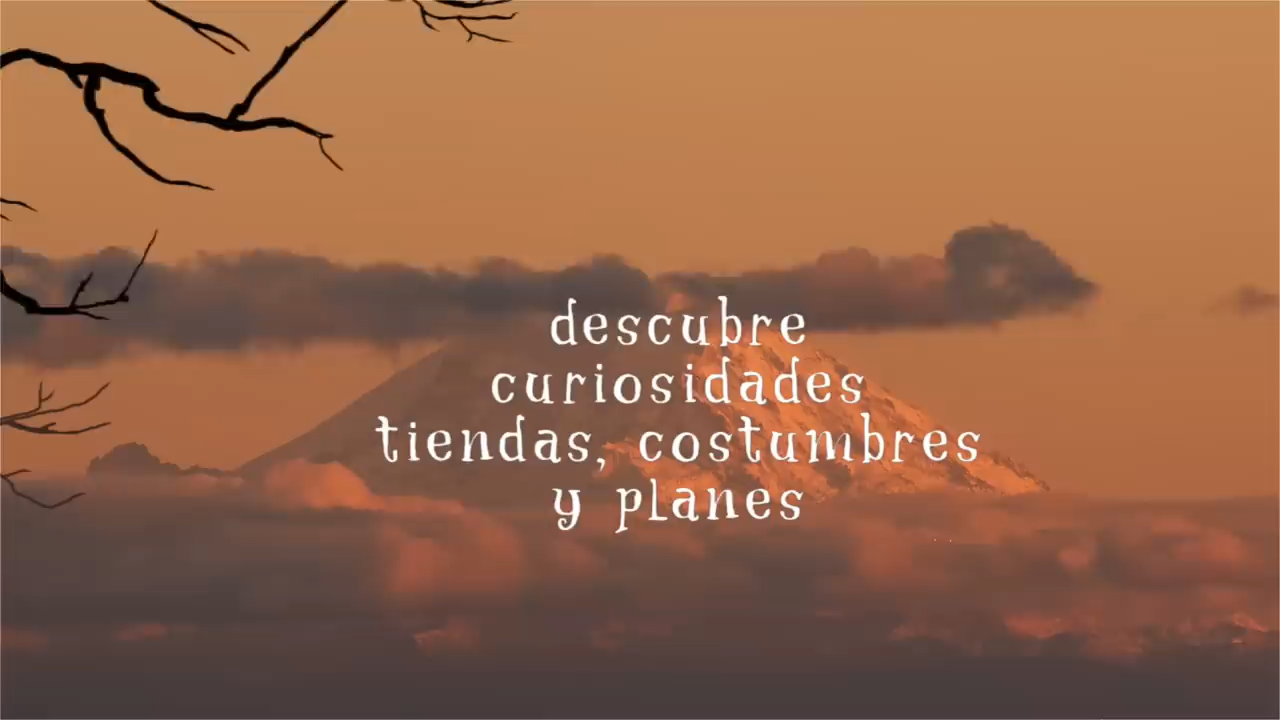 descubre
curiosidades
tiendas, costumbres
y planes